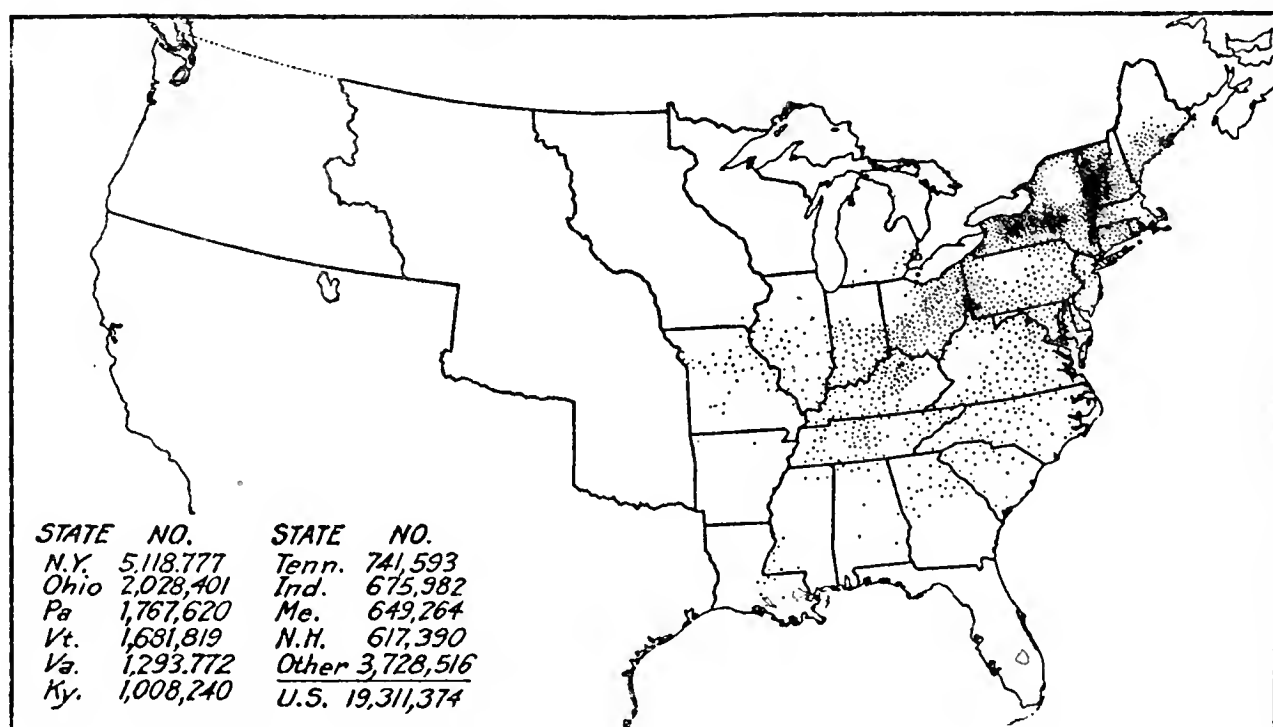 STATE NO. STATE NO.
N.Y. 5,118.777 Tenn. 741,593
Ohio 2,028,401 Ind. 675,982
Pa 1,767,620 Me. 649,264
Vt. 1,681,819 N.H. 617,390
Va. 1,293.772 Other 3,728,516
Ky. 1,008,240 U.S. 19,311,374